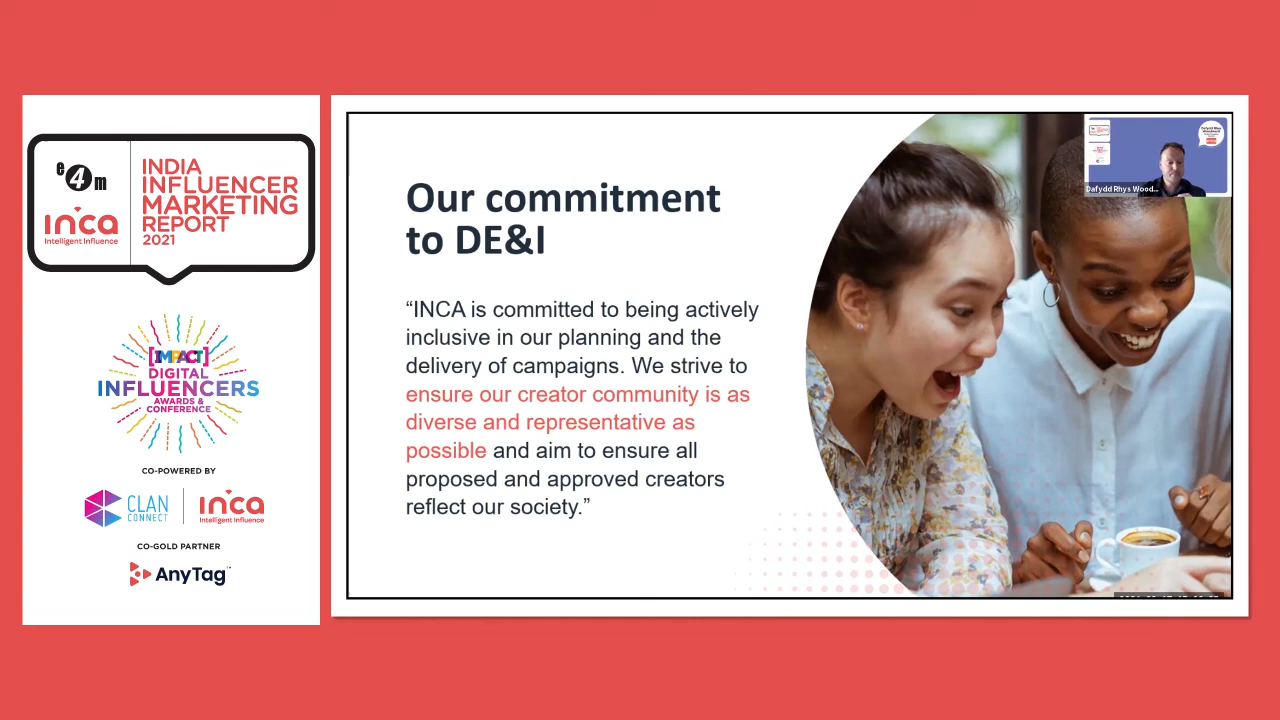 e4m
inca
Intelligent Influence
INDIA
INFLUENCER
MARKETING
REPORT
2021
[IMPACT]
DIGITAL
INFLUENCERS
AWARDS &
CONFERENCE
CO-POWERED BY
CLAN
CONNECT
inca
Intelligent Influence
CO-GOLD PARTNER
AnyTag™
Our commitment
to DE&I
“INCA is committed to being actively
inclusive in our planning and the
delivery of campaigns. We strive to
ensure our creator community is as
diverse and representative as
possible and aim to ensure all
proposed and approved creators
reflect our society.”
Dafydd Rhys Wood...